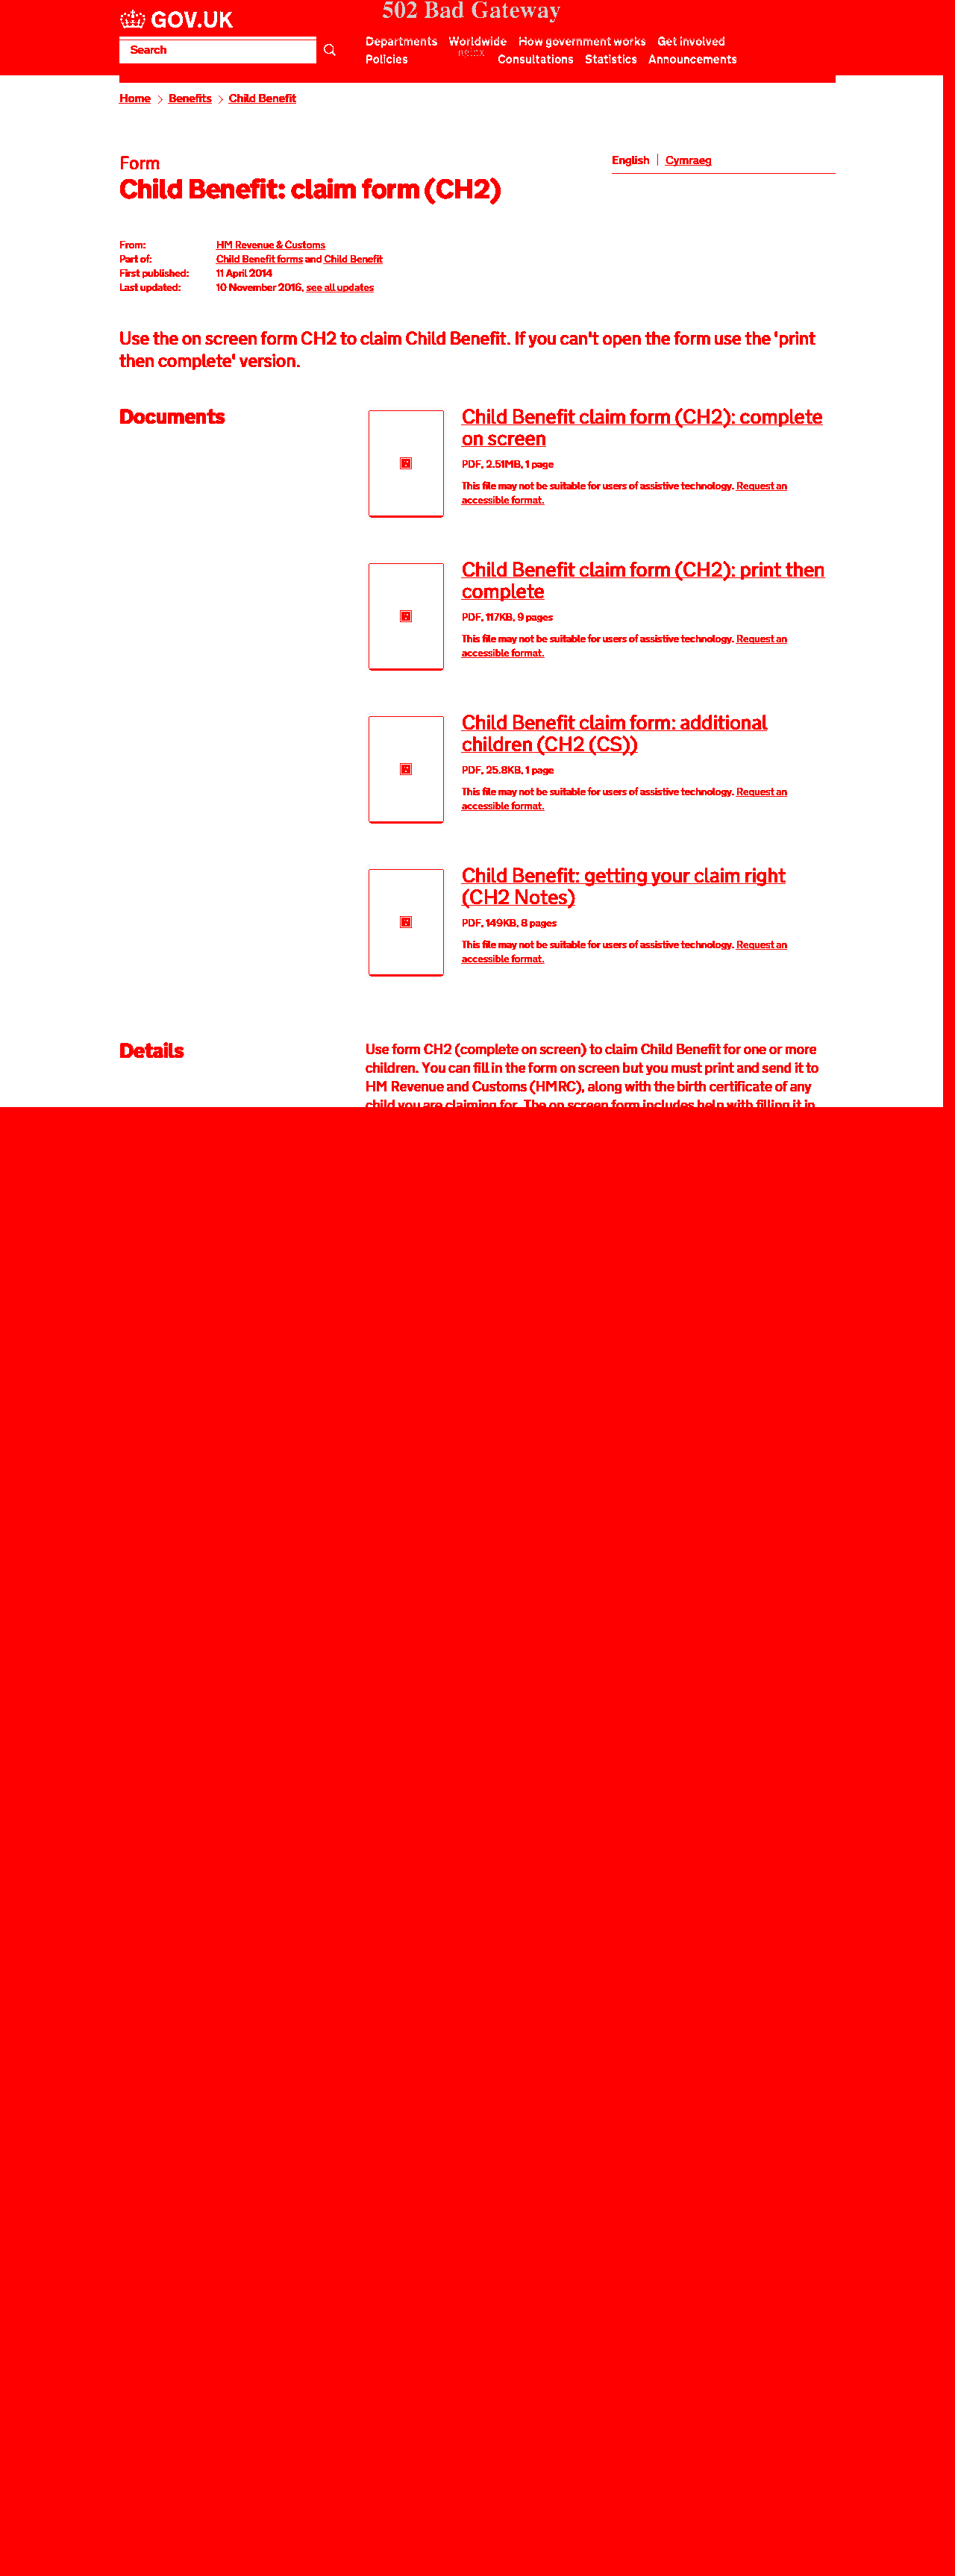 502 Bad Gateway
GOV.UK
Search
Departments Worldwide How government works Get involved
nginx
Policies Consultations Statistics Announcements
Home Benefits Child Benefit
English Cymraeg
Form
Child Benefit: claim form (CH2)
From: HM Revenue & Customs
Part of: Child Benefit forms and Child Benefit
First published: 11 April 2014
Last updated: 10 November 2016, see all updates
Use the on screen form CH2 to claim Child Benefit. If you can't open the form use the 'print
then complete' version.
Documents
Child Benefit claim form (CH2): complete
on screen
PDF, 2.51MB, 1 page
This file may not be suitable for users of assistive technology. Request an
accessible format.
Child Benefit claim form (CH2): print then
complete
PDF, 117KB, 9 pages
This file may not be suitable for users of assistive technology. Request an
accessible format.
Child Benefit claim form: additional
children (CH2 (CS))
PDF, 25.8KB, 1 page
This file may not be suitable for users of assistive technology. Request an
accessible format.
Child Benefit: getting your claim right
(CH2 Notes)
PDF, 149KB, 8 pages
This file may not be suitable for users of assistive technology. Request an
accessible format.
Details
Use form CH2 (complete on screen) to claim Child Benefit for one or more
children. You can fill in the form on screen but you must print and send it to
HM Revenue and Customs (HMRC), along with the birth certificate of any
child you are claiming for. The on screen form includes help with filling it in